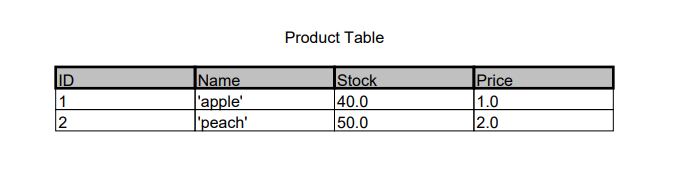 Product Table
ID Name Stock Price
1 'apple' 40.0 1.0
2 'peach' 50.0 2.0